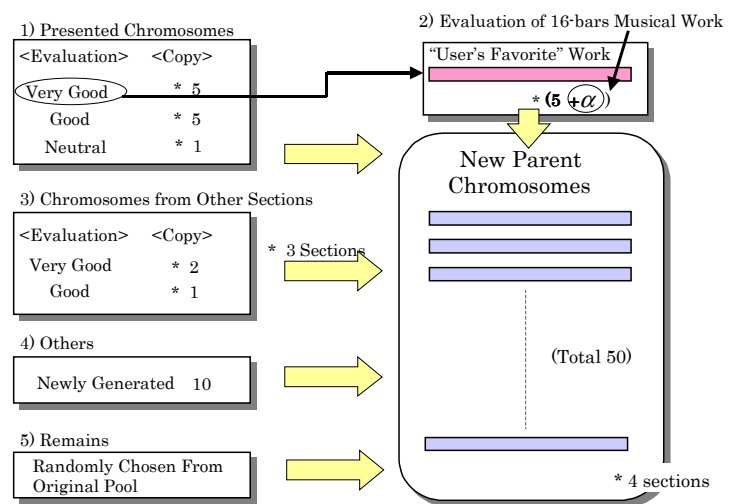 1) Presented Chromosomes
<Evaluation> <Copy>
Very Good * 5
Good * 5
Neutral * 1
2) Evaluation of 16-bars Musical Work
"User's Favorite" Work
* (5 +α)
3) Chromosomes from Other Sections
<Evaluation> <Copy>
Very Good * 2
Good * 1
* 3 Sections
4) Others
Newly Generated 10
5) Remains
Randomly Chosen From
Original Pool
New Parent
Chromosomes
(Total 50)
* 4 sections